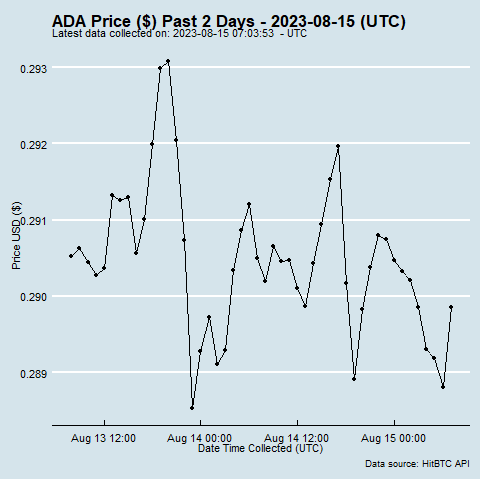 ADA Price ($) Past 2 Days - 2023-08-15 (UTC)
Latest data collected on: 2023-08-15 07:03:53 - UTC
0.293
0.292
0.291
0.290
0.289
Price USD ($)
Aug 13 12:00 Aug 14 00:00 Aug 14 12:00 Aug 15 00:00
Date Time Collected (UTC)
Data source: HitBTC API